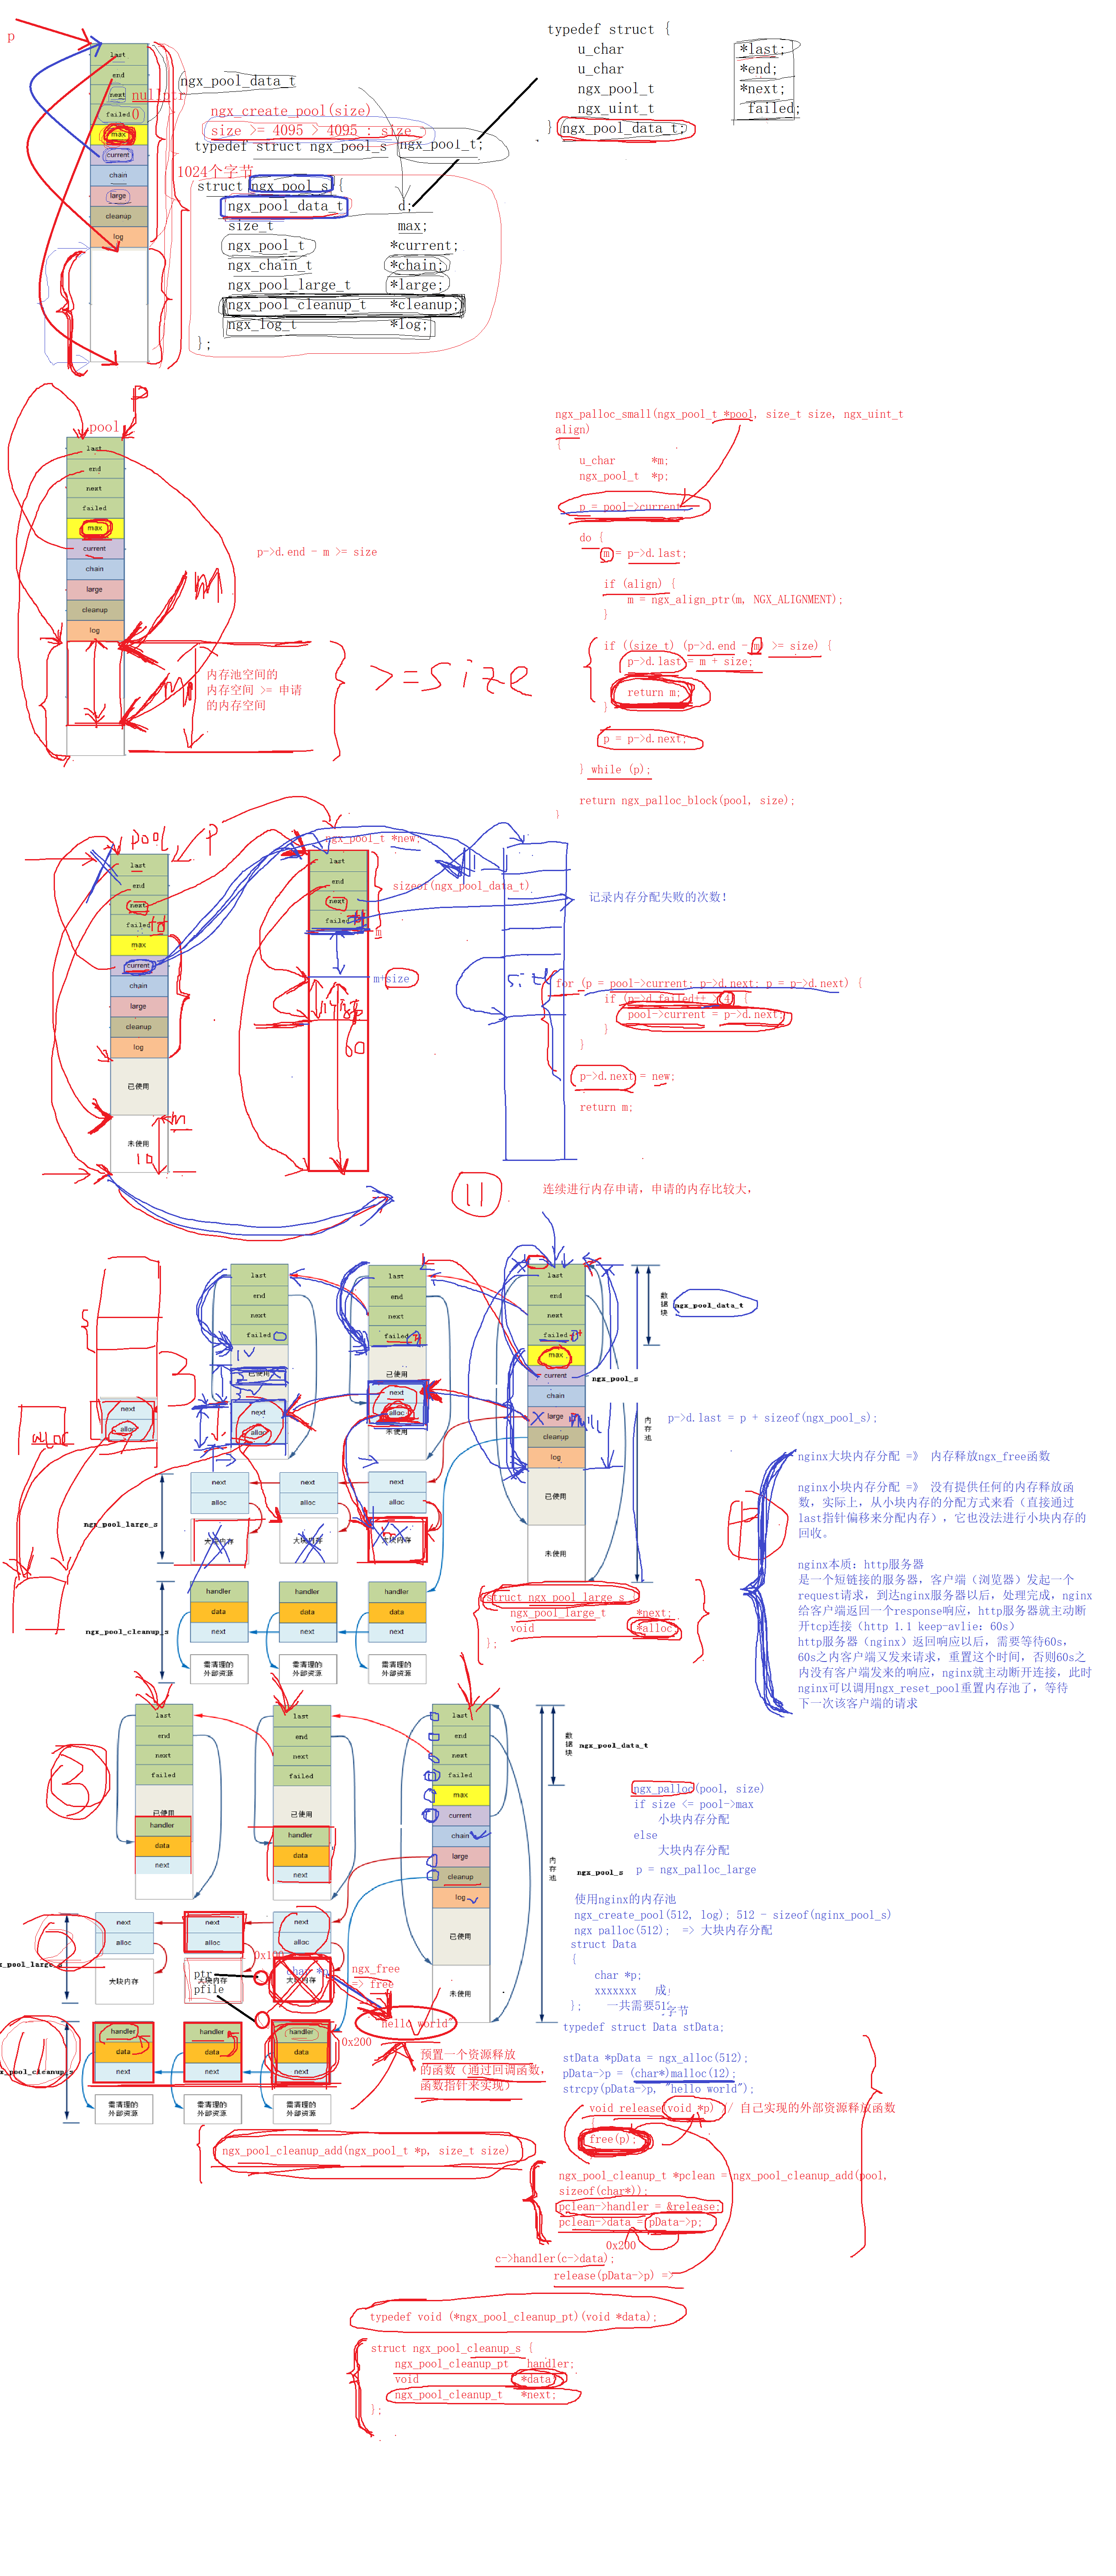 p
last
end
next
nullptr
failed
0
max
current
chain
large
cleanup
log
ngx_pool_data_t
ngx_create_pool(size)
size >= 4095 > 4095 : size
typedef struct ngx_pool_s ngx_pool_t;
1024个字节
struct ngx_pool_s {
ngx_pool_data_t d;
size_t max;
ngx_pool_t *current;
ngx_chain_t *chain;
ngx_pool_large_t *large;
ngx_pool_cleanup_t *cleanup;
ngx_log_t *log;
};
typedef struct {
u_char *last;
u_char *end;
ngx_pool_t *next;
ngx_uint_t failed;
} ngx_pool_data_t;
p
pool
last
end
next
failed
max
current
chain
large
cleanup
log
p->d.end - m >= size
m
m
内存池空间的
内存空间 >= 申请
的内存空间
>=size
ngx_palloc_small(ngx_pool_t *pool, size_t size, ngx_uint_t
align)
{
u_char *m;
ngx_pool_t *p;
p = pool->current;
do {
m = p->d.last;
if (align) {
m = ngx_align_ptr(m, NGX_ALIGNMENT);
}
if ((size_t) (p->d.end - m) >= size) {
p->d.last = m + size;
return m;
}
p = p->d.next;
} while (p);
return ngx_palloc_block(pool, size);
}
pool
p
last
end
next
failed
max
current
chain
large
cleanup
log
已使用
未使用
m
10
ngx_pool_t *new;
last
end
next
failed
sizeof(ngx_pool_data_t)
m
m+size
60
size
记录内存分配失败的次数!
for (p = pool->current; p->d.next; p = p->d.next) {
if (p->d.failed++ > 4) {
pool->current = p->d.next;
}
}
p->d.next = new;
return m;
11
连续进行内存申请，申请的内存比较大，
last
end
next
failed 0
已使用
next
alloc
last
end
next
failed
已使用
next
alloc
未使用
last
end
next
failed
max
current
chain
large null
cleanup
log
已使用
未使用
数据块
ngx_pool_data_t
ngx_pool_s
内存池
p->d.last = p + sizeof(ngx_pool_s);
next
alloc
alloc
2
next
alloc
next
alloc
next
alloc
ngx_pool_large_s
大块内存
大块内存
大块内存
handler
data
next
handler
data
next
handler
data
next
ngx_pool_cleanup_s
需清理的
外部资源
需清理的
外部资源
需清理的
外部资源
struct ngx_pool_large_s {
ngx_pool_large_t *next;
void *alloc;
};
nginx大块内存分配 =》 内存释放ngx_free函数
nginx小块内存分配 =》 没有提供任何的内存释放函
数，实际上，从小块内存的分配方式来看（直接通过
last指针偏移来分配内存），它也没法进行小块内存的
回收。
nginx本质：http服务器
是一个短链接的服务器，客户端（浏览器）发起一个
request请求，到达nginx服务器以后，处理完成，nginx
给客户端返回一个response响应，http服务器就主动断
开tcp连接（http 1.1 keep-avlie: 60s）
http服务器（nginx）返回响应以后，需要等待60s，
60s之内客户端又发来请求，重置这个时间，否则60s之
内没有客户端发来的响应，nginx就主动断开连接，此时
nginx可以调用ngx_reset_pool重置内存池了，等待
下一次该客户端的请求
3
last
end
next
failed
已使用
handler
data
next
last
end
next
failed
已使用
handler
data
next
last
end
next
failed
max
current
chain
large
cleanup
log
已使用
未使用
数据块
ngx_pool_data_t
内存池
ngx_pool_s
ngx_palloc(pool, size)
if size <= pool->max
小块内存分配
else
大块内存分配
p = ngx_palloc_large
使用nginx的内存池
ngx_create_pool(512, log); 512 - sizeof(nginx_pool_s)
ngx_palloc(512); => 大块内存分配
struct Data
{
char *p;
xxxxxxx
}; 一共需要512字节
typedef struct Data stData;
stData *pData = ngx_alloc(512);
pData->p = (char*)malloc(12);
strcpy(pData->p, "hello world");
void release(void *p) // 自己实现的外部资源释放函数
{
free(p);
}
ngx_pool_cleanup_t *pclean = ngx_pool_cleanup_add(pool,
sizeof(char*));
pclean->handler = &release;
pclean->data = pData->p;
0x200
c->handler(c->data);
release(pData->p) =>
next
alloc
next
alloc
next
alloc
大块内存
大块内存
大块内存
0x100
char *p
ptr
pfile
ngx_free
=> free
"hello world"
0x200
handler
data
next
handler
data
next
handler
data
next
需清理的
外部资源
需清理的
外部资源
需清理的
外部资源
预置一个资源释放
的函数（通过回调函数，
函数指针来实现）
ngx_pool_cleanup_add(ngx_pool_t *p, size_t size)
typedef void (*ngx_pool_cleanup_pt)(void *data);
struct ngx_pool_cleanup_s {
ngx_pool_cleanup_pt handler;
void *data;
ngx_pool_cleanup_t *next;
};